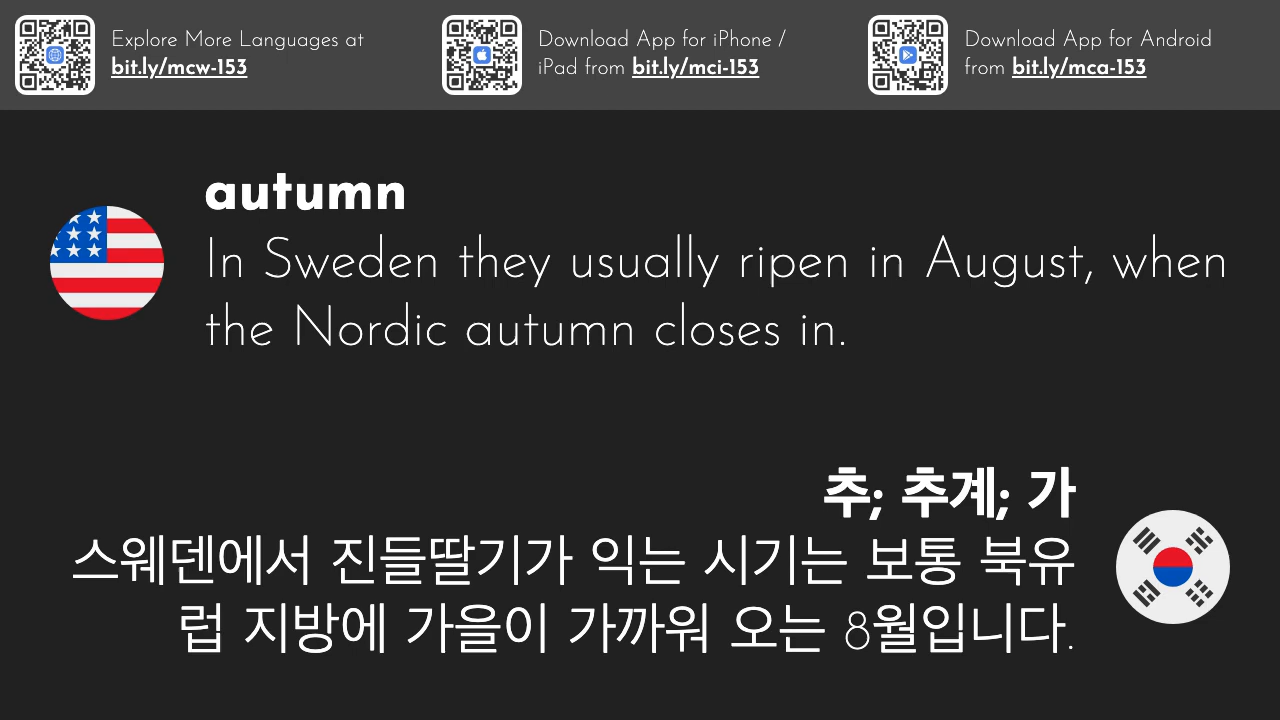 Explore More Languages at
bit.ly/mcw-153
Download App for iPhone /
iPad from bit.ly/mci-153
Download App for Android
from bit.ly/mca-153
autumn
In Sweden they usually ripen in August, when
the Nordic autumn closes in.
추; 추계; 가
스웨덴에서 진들딸기가 익는 시기는 보통 북유
럽 지방에 가을이 가까워 오는 8월입니다.